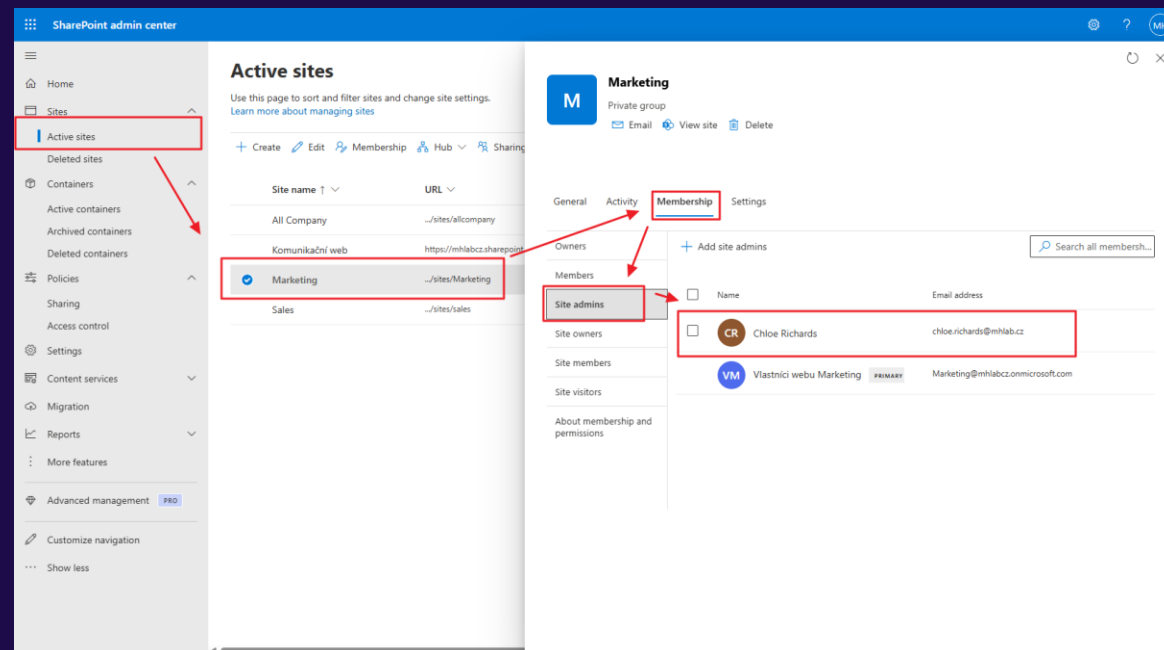 SharePoint admin center
?
Home
Sites
Active sites
Deleted sites
Containers
Active containers
Archived containers
Deleted containers
Policies
Sharing
Access control
Settings
Content services
Migration
Reports
More features
Advanced management PRO
Customize navigation
Show less
Active sites
Use this page to sort and filter sites and change site settings.
Learn more about managing sites
Create Edit Membership Hub Sharing
Site name ↑ URL
All Company .../sites/allcompany
Komunikační web https://mhlabcz.sharepoint
Marketing .../sites/Marketing
Sales .../sites/sales
M
Marketing
Private group
Email View site Delete
General Activity Membership Settings
Owners
Members
Site admins
Site owners
Site members
Site visitors
About membership and
permissions
Add site admins Search all membersh...
Name Email address
CR Chloe Richards chloe.richards@mhlab.cz
VM Vlastníci webu Marketing PRIMARY Marketing@mhlabcz.onmicrosoft.com